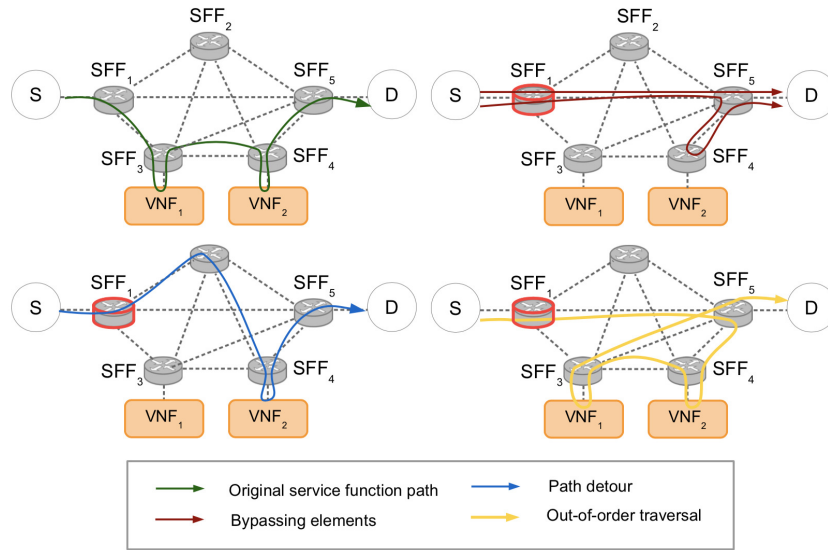 SFF2
SFF1
SFF5
S
D
SFF3
SFF4
VNF1
VNF2
SFF2
SFF1
SFF5
S
D
SFF3
SFF4
VNF1
VNF2
SFF1
SFF5
S
D
SFF3
SFF4
VNF1
VNF2
SFF1
SFF5
S
D
SFF3
SFF4
VNF1
VNF2
Original service function path
Path detour
Bypassing elements
Out-of-order traversal